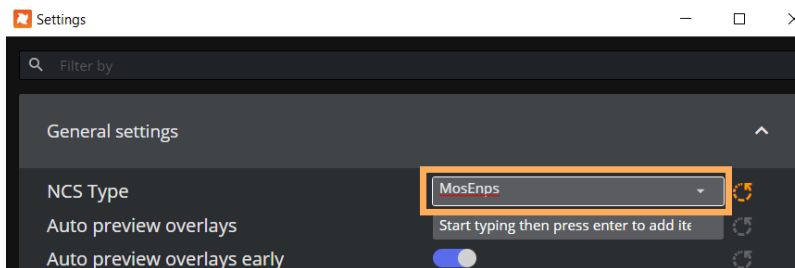 Settings
Filter by
General settings
NCS Type
MosEnps
Auto preview overlays
Start typing then press enter to add ite
Auto preview overlays early